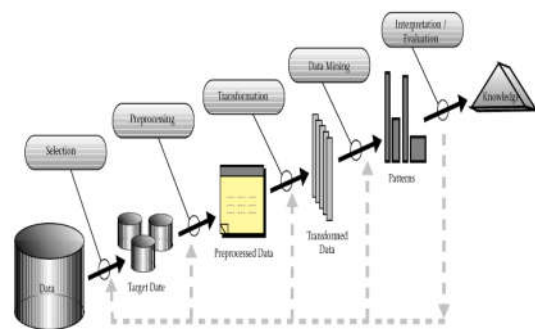 Interpretation /
Evaluation
Data Mining
Transformation
Preprocessing
Selection
Knowledge
Patterns
Transformed
Data
Preprocessed Data
Target Date
Data